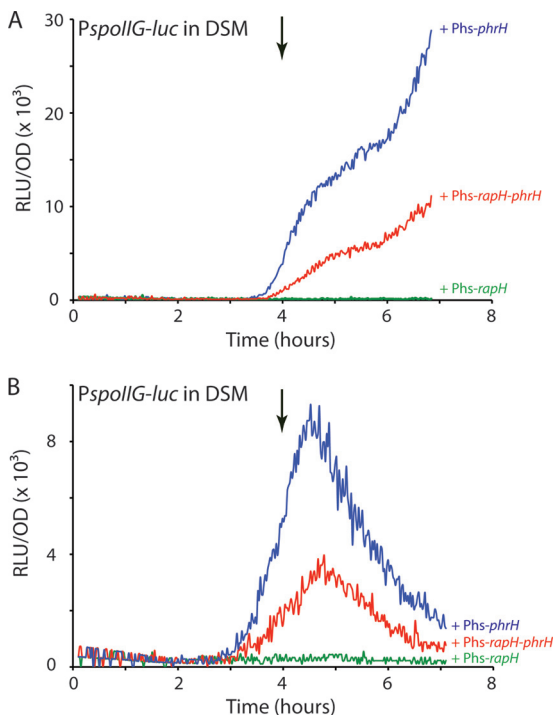 A
PspoIIG-luc in DSM
30
20
10
0
RLU/OD (x 10³)
+ Phs-phrH
+ Phs-rapH-phrH
+ Phs-rapH
0 2 4 6 8
Time (hours)
B
PspoIIG-luc in DSM
8
4
0
RLU/OD (x 10³)
+ Phs-phrH
+ Phs-rapH-phrH
+ Phs-rapH
0 2 4 6 8
Time (hours)